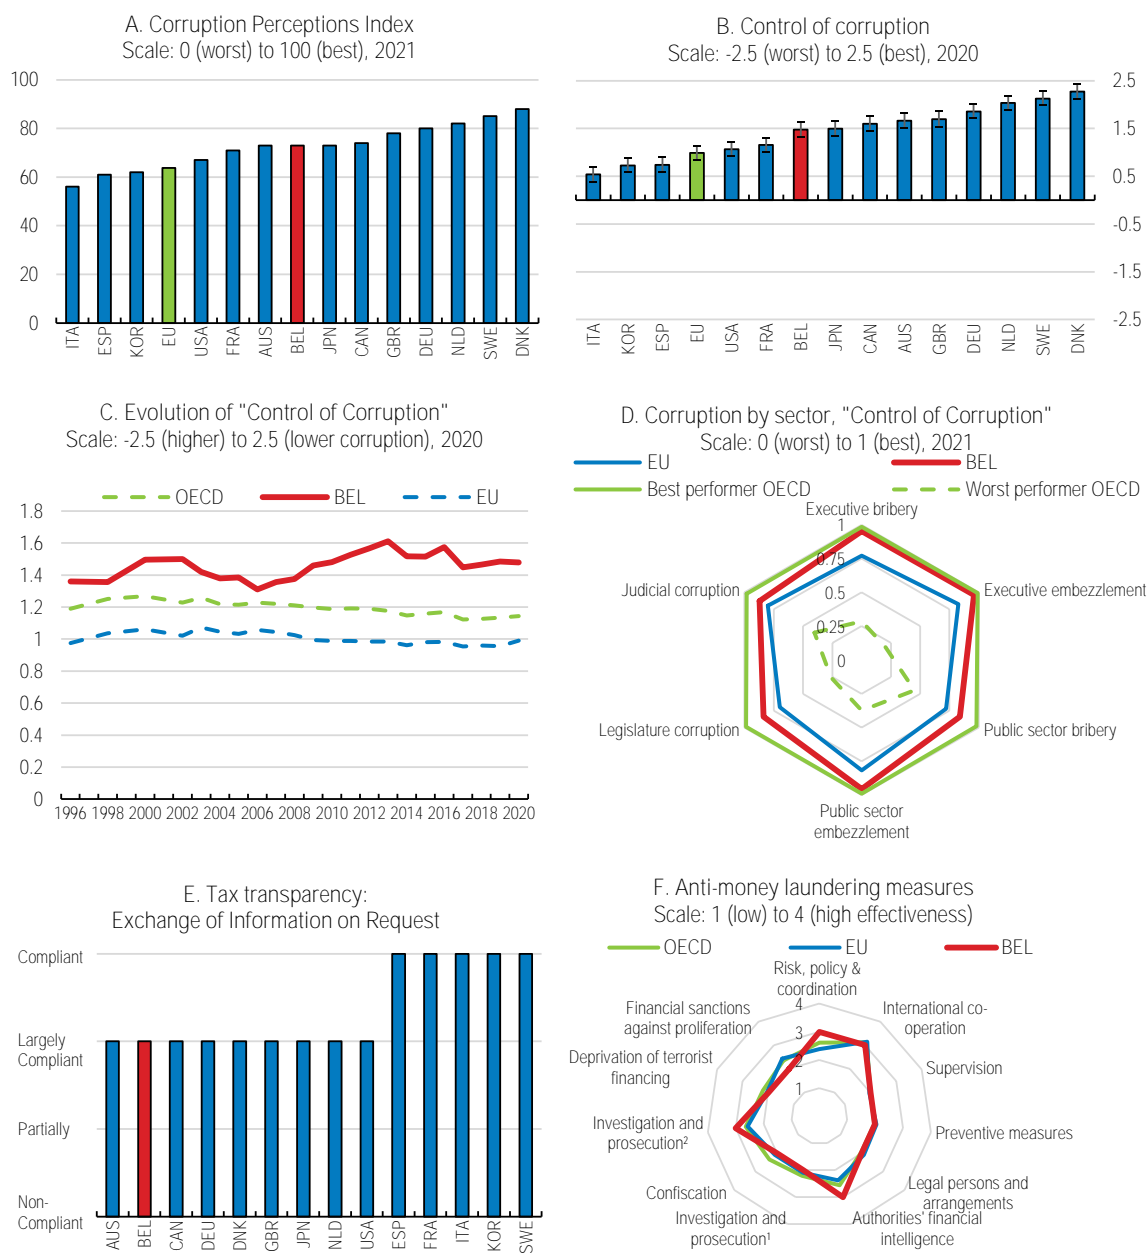 A. Corruption Perceptions Index
Scale: 0 (worst) to 100 (best), 2021
100
80
60
40
20
0
ITA
ESP
KOR
EU
USA
FRA
AUS
BEL
JPN
CAN
GBR
DEU
NLD
SWE
DNK
B. Control of corruption
Scale: -2.5 (worst) to 2.5 (best), 2020
2.5
1.5
0.5
-0.5
-1.5
-2.5
ITA
KOR
ESP
EU
USA
FRA
BEL
JPN
CAN
AUS
GBR
DEU
NLD
SWE
DNK
C. Evolution of "Control of Corruption"
Scale: -2.5 (higher) to 2.5 (lower corruption), 2020
OECD
BEL
EU
1.8
1.6
1.4
1.2
1
0.8
0.6
0.4
0.2
0
1996 1998 2000 2002 2004 2006 2008 2010 2012 2014 2016 2018 2020
D. Corruption by sector, "Control of Corruption"
Scale: 0 (worst) to 1 (best), 2021
EU
BEL
Best performer OECD
Worst performer OECD
Executive bribery
1
0.75
0.5
0.25
0
Judicial corruption
Executive embezzlement
Legislature corruption
Public sector bribery
Public sector
embezzlement
E. Tax transparency:
Exchange of Information on Request
Compliant
Largely
Compliant
Partially
Non-
Compliant
AUS
BEL
CAN
DEU
DNK
GBR
JPN
NLD
USA
ESP
FRA
ITA
KOR
SWE
F. Anti-money laundering measures
Scale: 1 (low) to 4 (high effectiveness)
OECD
EU
BEL
Risk, policy &
coordination
4
3
2
1
Financial sanctions
against proliferation
International co-
operation
Deprivation of terrorist
financing
Supervision
Investigation and
prosecution²
Preventive measures
Confiscation
Legal persons and
arrangements
Investigation and
prosecution¹
Authorities' financial
intelligence